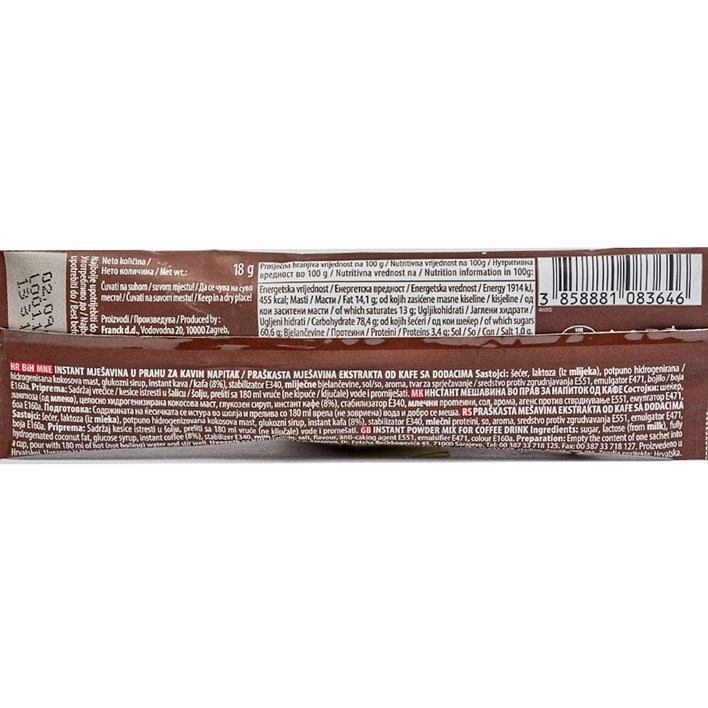 Najbolje upotrijebiti do /
Neto količina /
Нето количина / Net wt.:
18 g
Čuvati na suhom / suvom mjestu! / Да се чува на суво
место! / Čuvati na suvom mestu! / Keep in a dry place!
Proizvodi / Произведува / Produced by :
Franck d.d., Vodovodna 20, 10000 Zagreb,
Prosječna hranjiva vrijednost na 100 g / Nutritivna vrijednost na 100 g / Нутритивна
вредност во 100 g / Nutritivna vrednost na / Nutrition information in 100g:
Energetska vrijednost / Енергетска вредност / Energetska vrednost / Energy 1914 kJ,
455 kcal; Masti / Масти / Fat 14,1 g, od kojih zasićene masne kiseline / kisjeline / од
кои заситени масти / of which saturates 13 g; Ugljikohidrati / Јаглени хидрати /
Ugljeni hidrati / Carbohydrate 78,4 g; od kojih šećeri / од кои шеќери / of which sugars
60,6 g; Bjelančevine / Протеини / Proteini / Proteins 3,4 g; Sol / So / Сол / Salt 1,0 g.
3 858881 083646
HR BiH MNE INSTANT MJEŠAVINA U PRAHU ZA KAVIN NAPITAK / PRAŠKASTA MJEŠAVINA EKSTRAKTA OD KAFE SA DODACIMA Sastojci: šećer, laktoza (iz mlijeka), potpuno hidrogenirana /
hidrogenisana kokosova mast, glukozni sirup, instant kava / kafa (8%), stabilizator E340, mliječne bjelančevine, sol/so, aroma, tvar za sprječavanje / sredstvo protiv zgrudnjavanja E551, emulgator E471, bojilo / boja
E160a. Priprema: Sadržaj vrećice / kesice istresti u šalicu / šolju, preliti sa 180 ml vruće (ne kipuće / ključale) vode i promiješati. MK ИНСТАНТ МЕШАВИНА ВО ПРАВ ЗА НАПИТОК ОД КАФЕ Состојки: шеќер,
лактоза (од млеко), целосно хидрогенизирана кокосова маст, глукозен сируп, инстант кафе (8%), стабилизатор E340, млечни протеини, сол, арома, агенс против згрутчување E551, емулгатор E471,
боја E160a. Подготовка: Содржината на кесичката се истура во шолја и прелива со 180 ml врела (не зовриена) вода и добро се меша. RS PRAŠKASTA MEŠAVINA EKSTRAKTA OD KAFE SA DODACIMA
Sastojci: šećer, laktoza (iz mleka), potpuno hidrogenizovana kokosova mast, glukozni sirup, instant kafa (8%), stabilizator E340, mlečni proteini, so, aroma, sredstvo protiv zgrudnjavanja E551, emulgator E471,
boja E160a. Priprema: Sadržaj kesice istresti u šolju, preliti sa 180 ml vruće (ne ključale) vode i promešati. GB INSTANT POWDER MIX FOR COFFEE DRINK Ingredients: sugar, lactose (from milk), fully
hydrogenated coconut fat, glucose syrup, instant coffee (8%), stabilizer E340, milk salt, flavour, anti-caking agent E551, emulsifier E471, colour E160a. Preparation: Empty the content of one sachet into
cup, pour with 180 ml of hot (not boiling) water